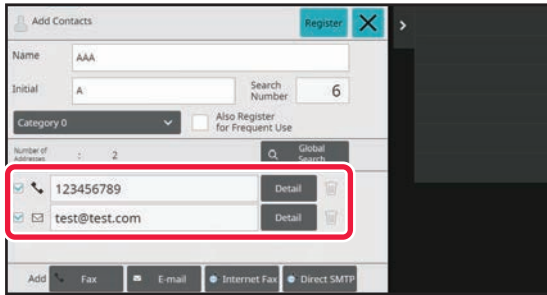 Add Contacts Register
Name AAA
Initial A Search Number 6
Category 0 Also Register for Frequent Use
Number of Addresses : 2 Global Search
123456789 Detail
test@test.com Detail
Add Fax E-mail Internet Fax Direct SMTP